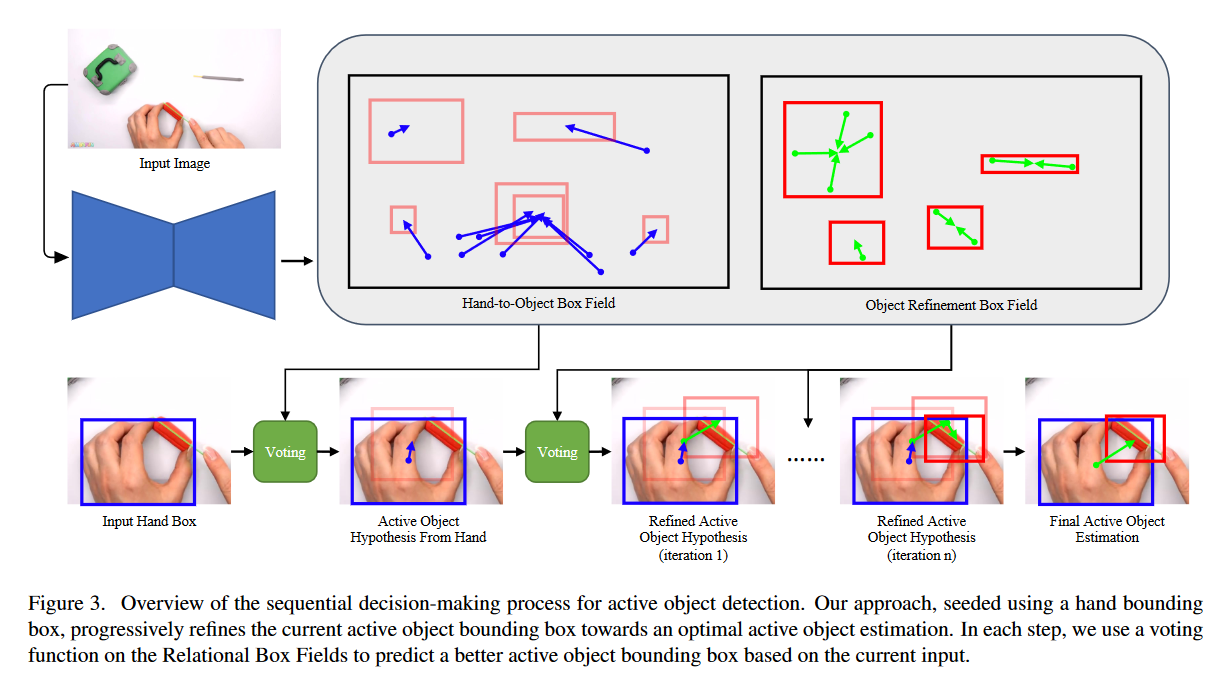 Input Image
Hand-to-Object Box Field
Object Refinement Box Field
Voting
Voting
......
Input Hand Box
Active Object
Hypothesis From Hand
Refined Active
Object Hypothesis
(iteration 1)
Refined Active
Object Hypothesis
(iteration n)
Final Active Object
Estimation
Figure 3. Overview of the sequential decision-making process for active object detection. Our approach, seeded using a hand bounding
box, progressively refines the current active object bounding box towards an optimal active object estimation. In each step, we use a voting
function on the Relational Box Fields to predict a better active object bounding box based on the current input.